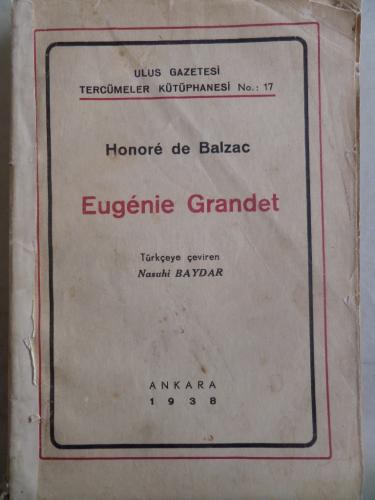 ULUS GAZETESİ
TERCÜMELER KÜTÜPHANESİ No.: 17
Honoré de Balzac
Eugénie Grandet
Türkçeye çeviren
Nasuhi BAYDAR
ANKARA
1938